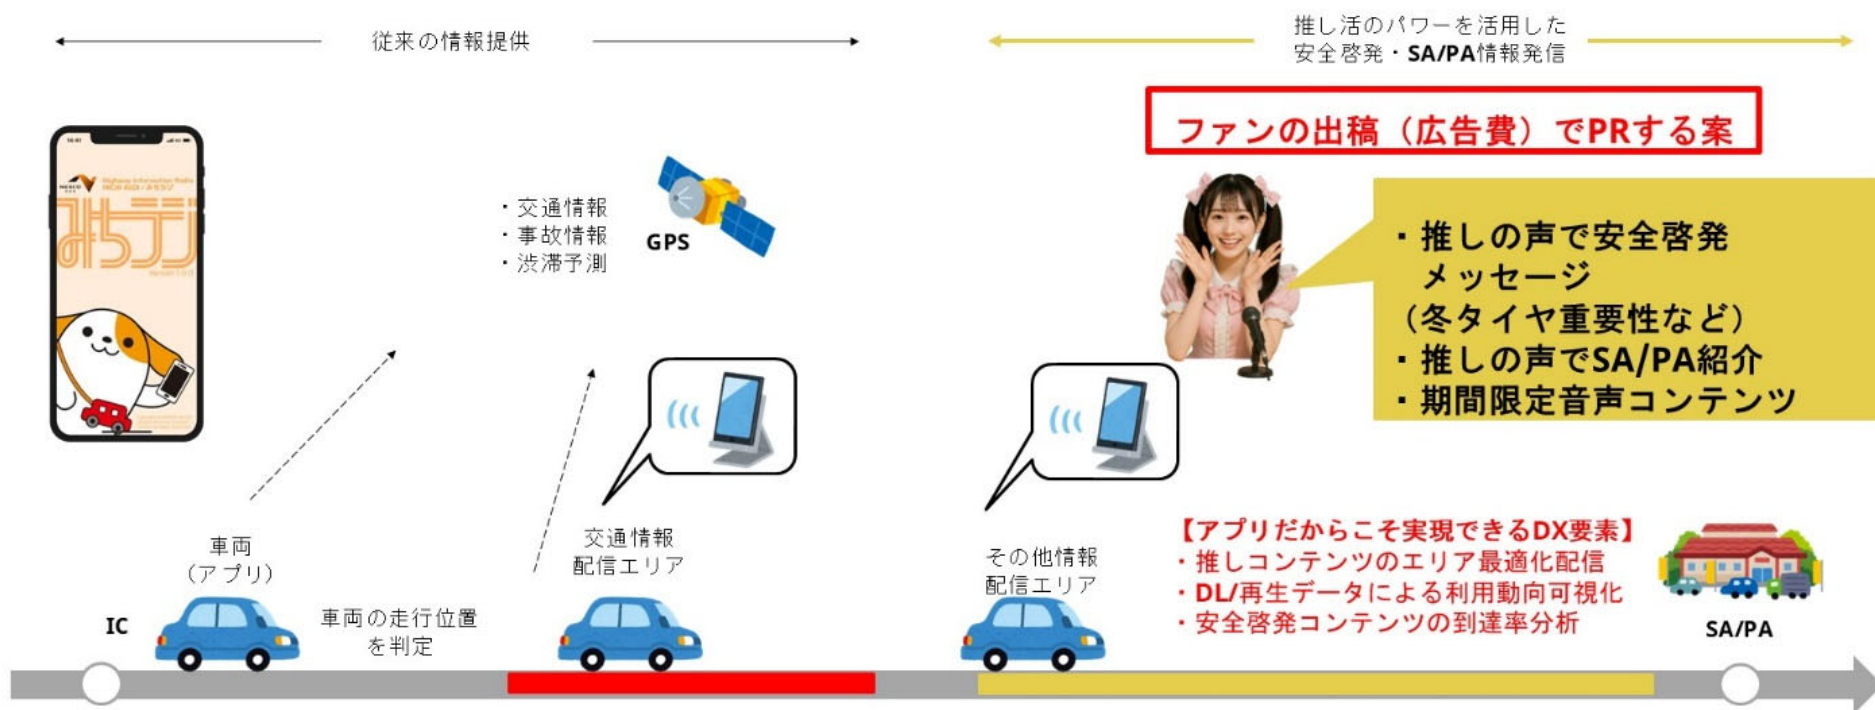 従来の情報提供
推し活のパワーを活用した
安全啓発・SA/PA情報発信
ファンの出稿（広告費）でPRする案
NEXCO
Highway Information Radio
みちラジ
・交通情報
・事故情報
・渋滞予測
GPS
・推しの声で安全啓発
メッセージ
（冬タイヤ重要性など）
・推しの声でSA/PA紹介
・期間限定音声コンテンツ
車両
（アプリ）
IC
車両の走行位置
を判定
交通情報
配信エリア
その他情報
配信エリア
【アプリだからこそ実現できるDX要素】
・推しコンテンツのエリア最適化配信
・DL/再生データによる利用動向可視化
・安全啓発コンテンツの到達率分析
SA/PA